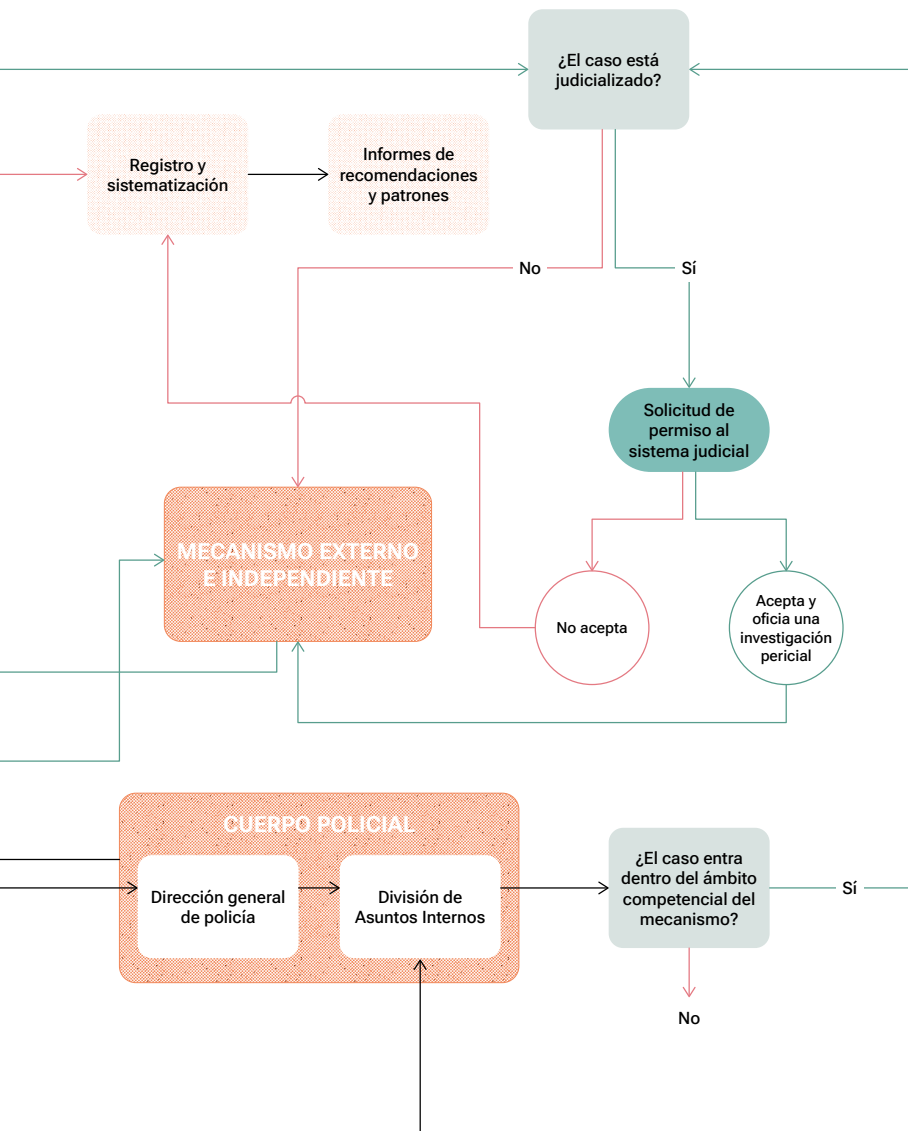 ¿El caso está
judicializado?
Registro y
sistematización
Informes de
recomendaciones
y patrones
No
Sí
Solicitud de
permiso al
sistema judicial
MECANISMO EXTERNO
E INDEPENDIENTE
No acepta
Acepta y
oficia una
investigación
pericial
CUERPO POLICIAL
Dirección general
de policía
División de
Asuntos Internos
¿El caso entra
dentro del ámbito
competencial del
mecanismo?
Sí
No